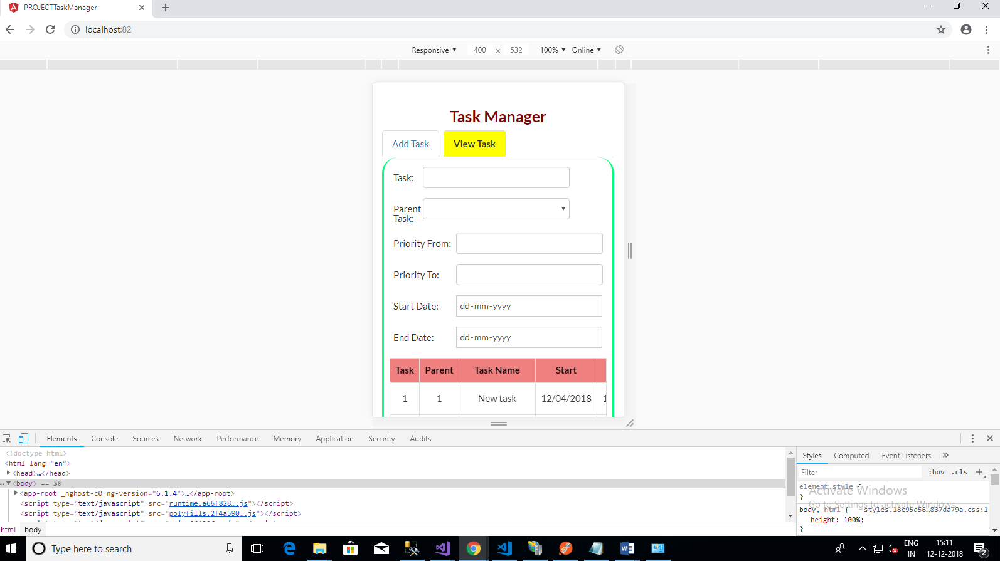 PROJECTTaskManager
localhost:82
Responsive 400 × 532 100% Online
Task Manager
Add Task View Task
Task:
Parent
Task:
Priority From:
Priority To:
Start Date: dd-mm-yyyy
End Date: dd-mm-yyyy
Task Parent Task Name Start
1 1 New task 12/04/2018 1
Elements Console Sources Network Performance Memory Application Security Audits
<!doctype html>
<html lang="en">
<head>…</head>
<body> == $0
<app-root _nghost-c0 ng-version="6.1.4">…</app-root>
<script type="text/javascript" src="runtime.a66f828….js"></script>
<script type="text/javascript" src="polyfills.2f4a590….js"></script>
html body
Styles Computed Event Listeners »
Filter :hov .cls +
element.style {
}
Activate Windows
Go to Settings to activate Windows.
body, html { styles.18c95d56…837da79a.css:1
height: 100%;
}
Type here to search
ENG
IN
15:11
12-12-2018
2